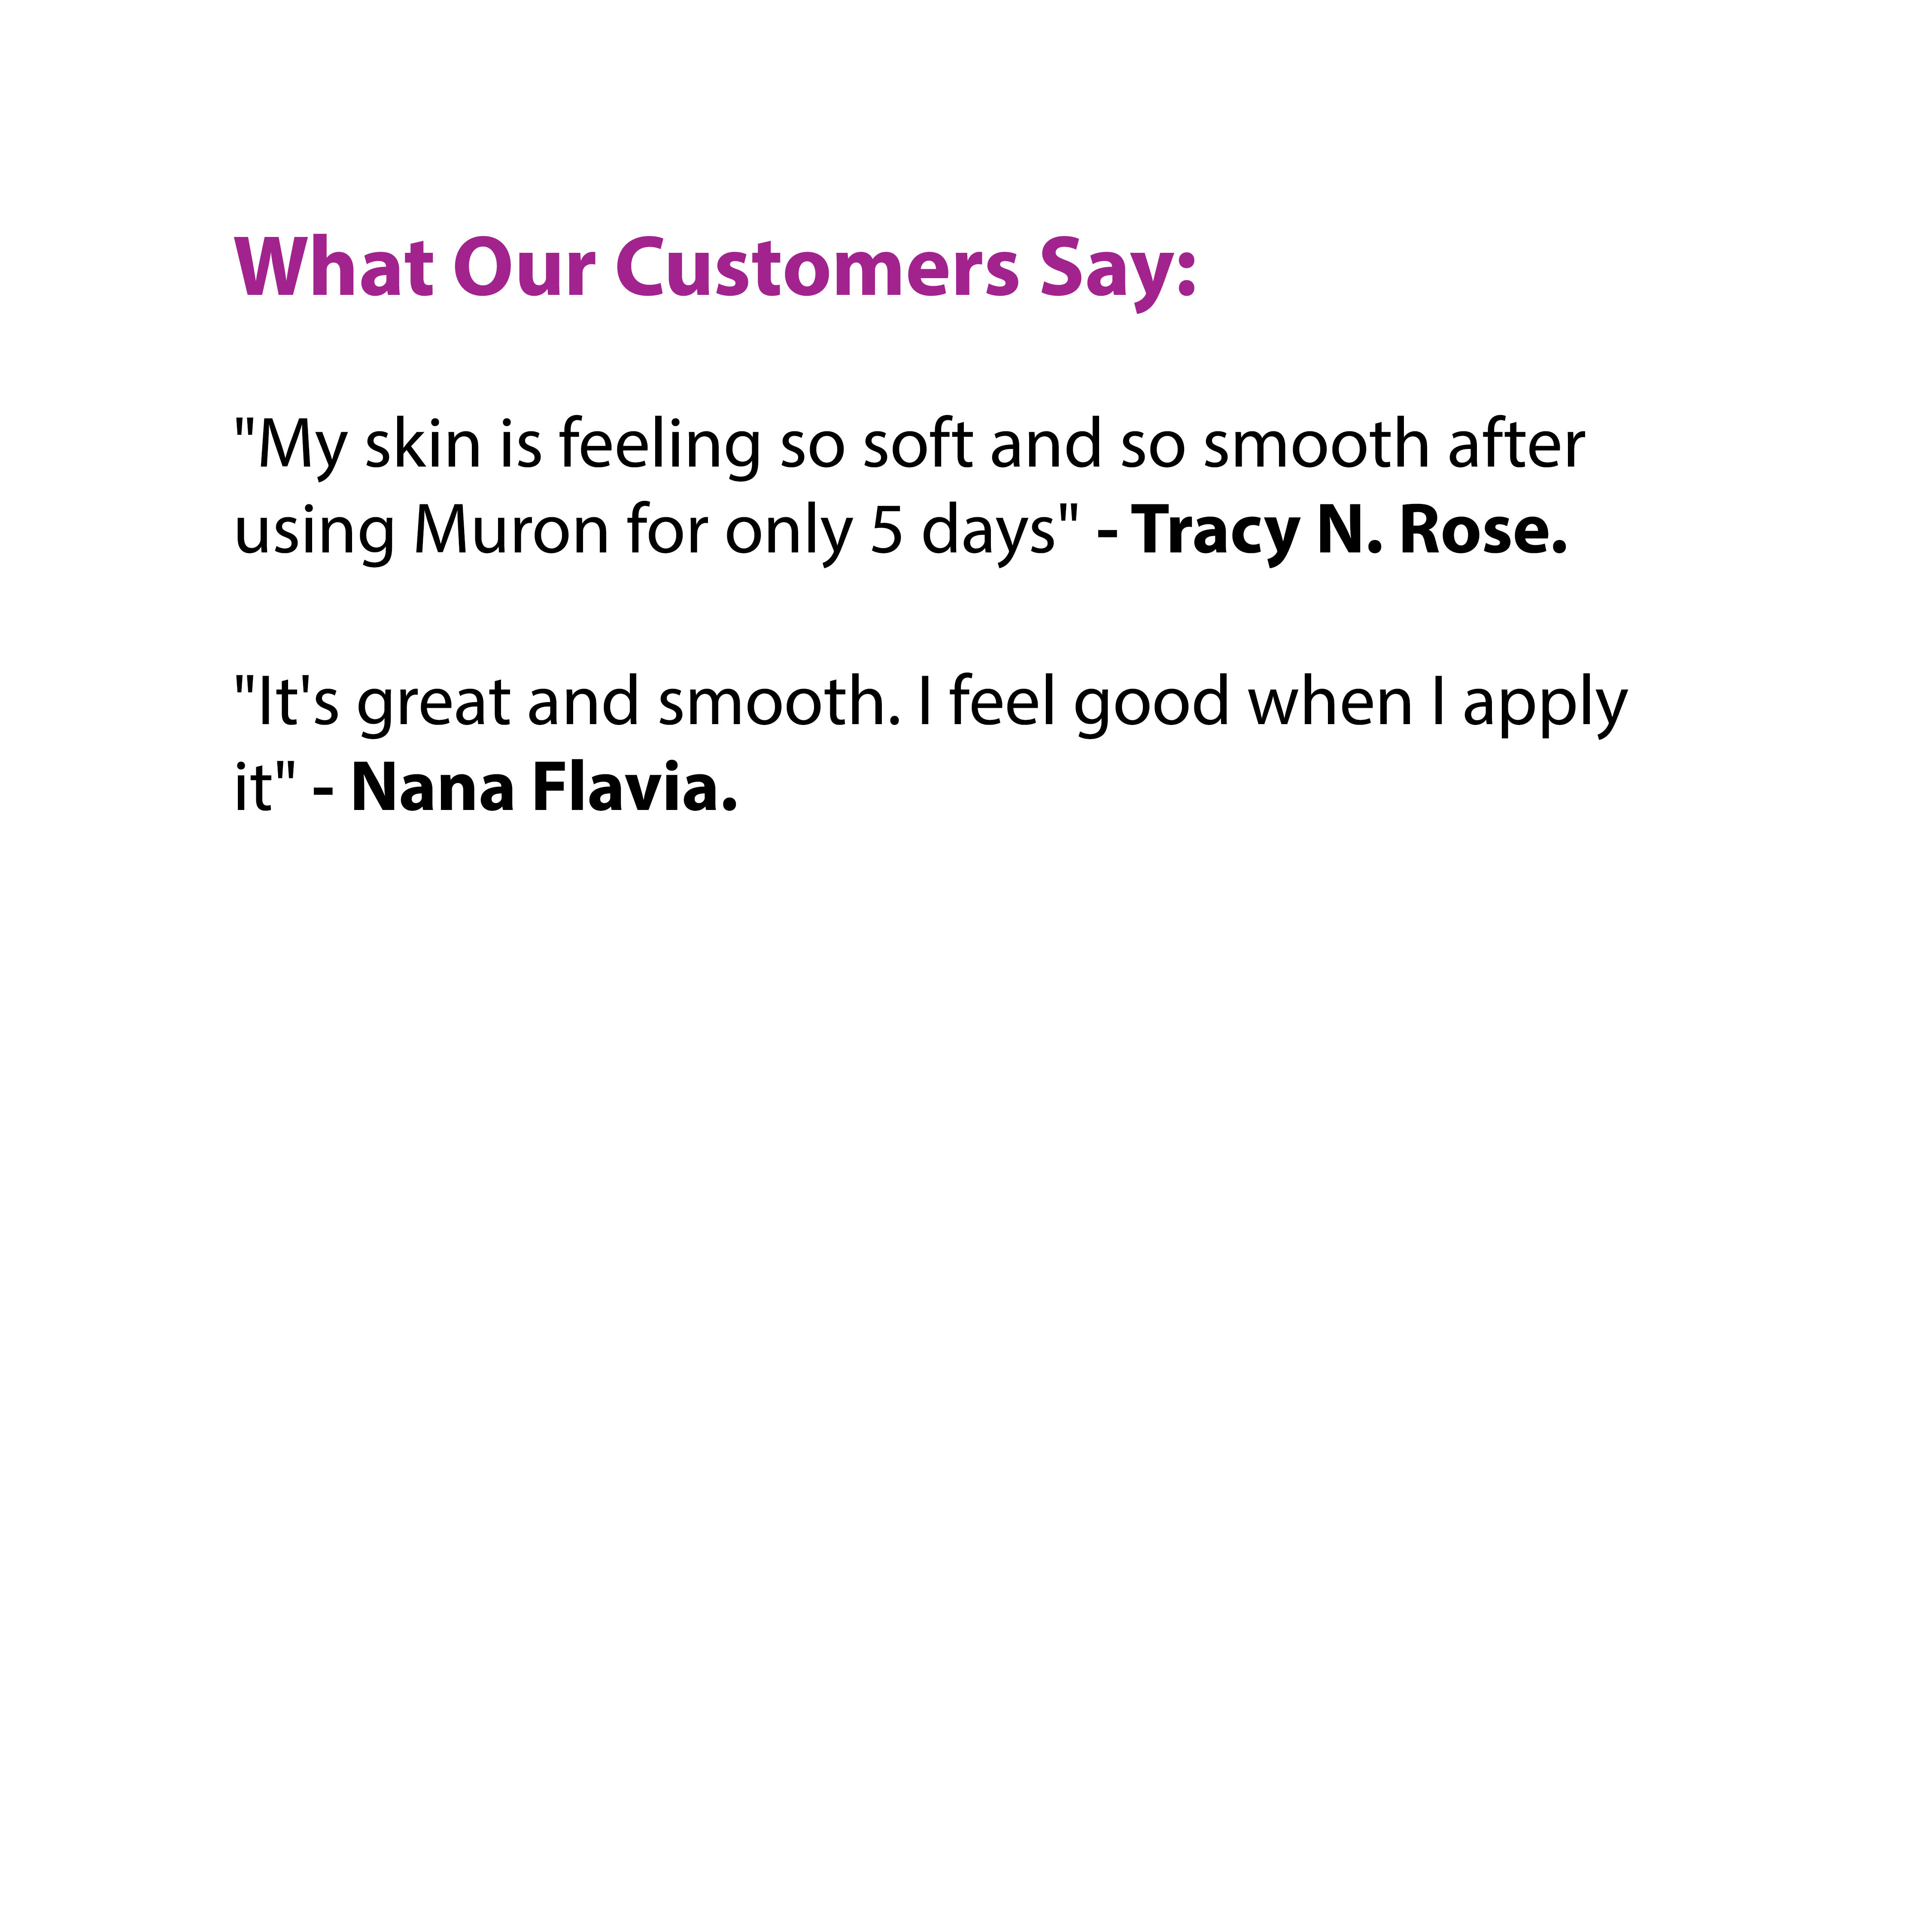 What Our Customers Say:
"My skin is feeling so soft and so smooth after
using Muron for only 5 days" - Tracy N. Rose.
"It's great and smooth. I feel good when I apply
it" - Nana Flavia.